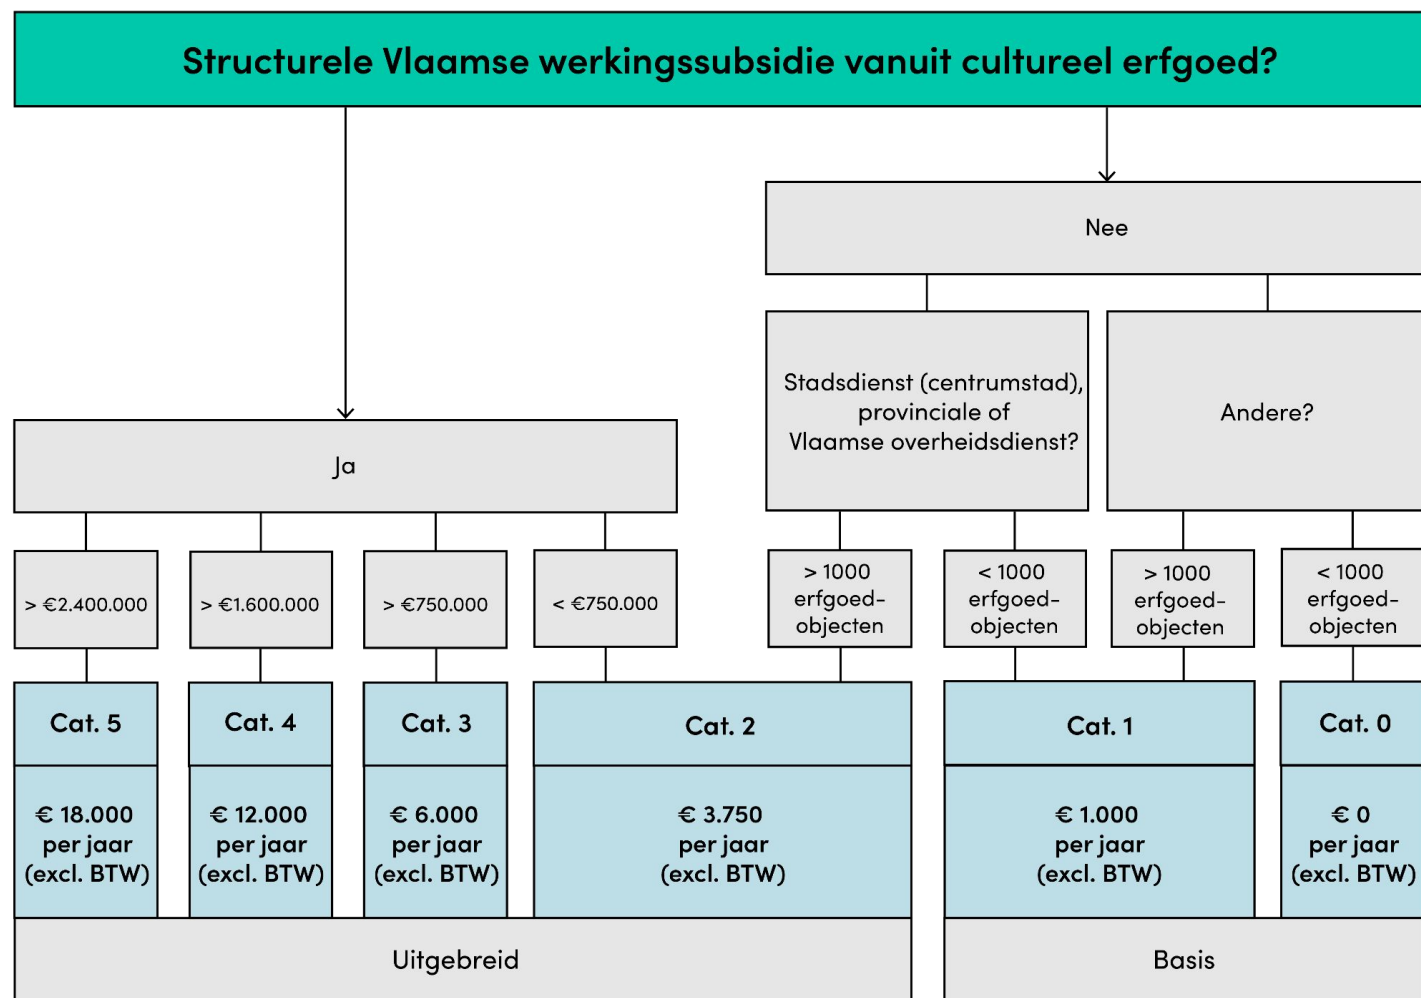 Structurele Vlaamse werkingssubsidie vanuit cultureel erfgoed?
Nee
Stadsdienst (centrumstad),
provinciale of
Vlaamse overheidsdienst?
Andere?
Ja
> €2.400.000
> €1.600.000
> €750.000
< €750.000
> 1000
erfgoed-
objecten
< 1000
erfgoed-
objecten
> 1000
erfgoed-
objecten
< 1000
erfgoed-
objecten
Cat. 5
Cat. 4
Cat. 3
Cat. 2
Cat. 1
Cat. 0
€ 18.000
per jaar
(excl. BTW)
€ 12.000
per jaar
(excl. BTW)
€ 6.000
per jaar
(excl. BTW)
€ 3.750
per jaar
(excl. BTW)
€ 1.000
per jaar
(excl. BTW)
€ 0
per jaar
(excl. BTW)
Uitgebreid
Basis